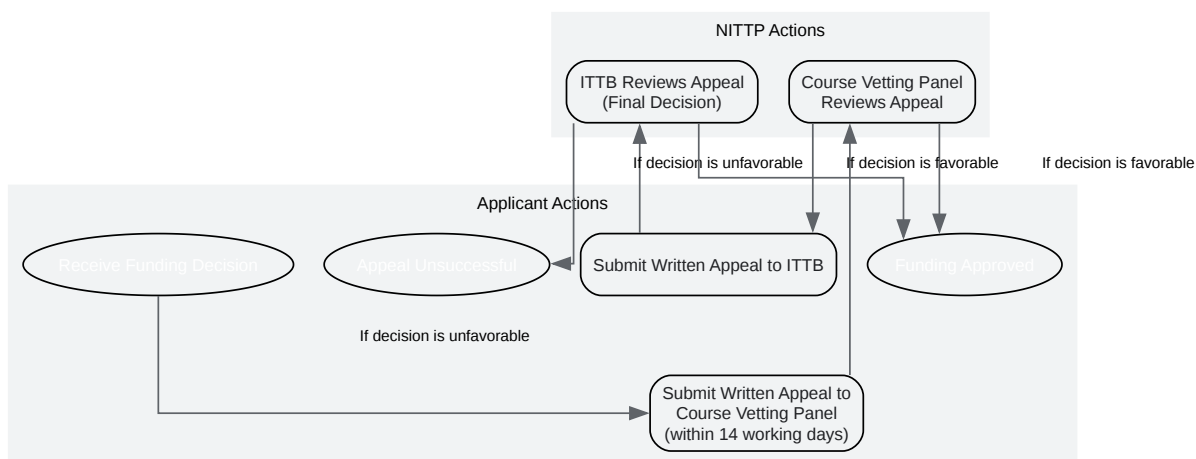 NITTP Actions
ITTB Reviews Appeal
(Final Decision)
Course Vetting Panel
Reviews Appeal
If decision is unfavorable
If decision is favorable
If decision is favorable
Applicant Actions
Receive Funding Decision
Appeal Unsuccessful
Submit Written Appeal to ITTB
Funding Approved
If decision is unfavorable
Submit Written Appeal to
Course Vetting Panel
(within 14 working days)